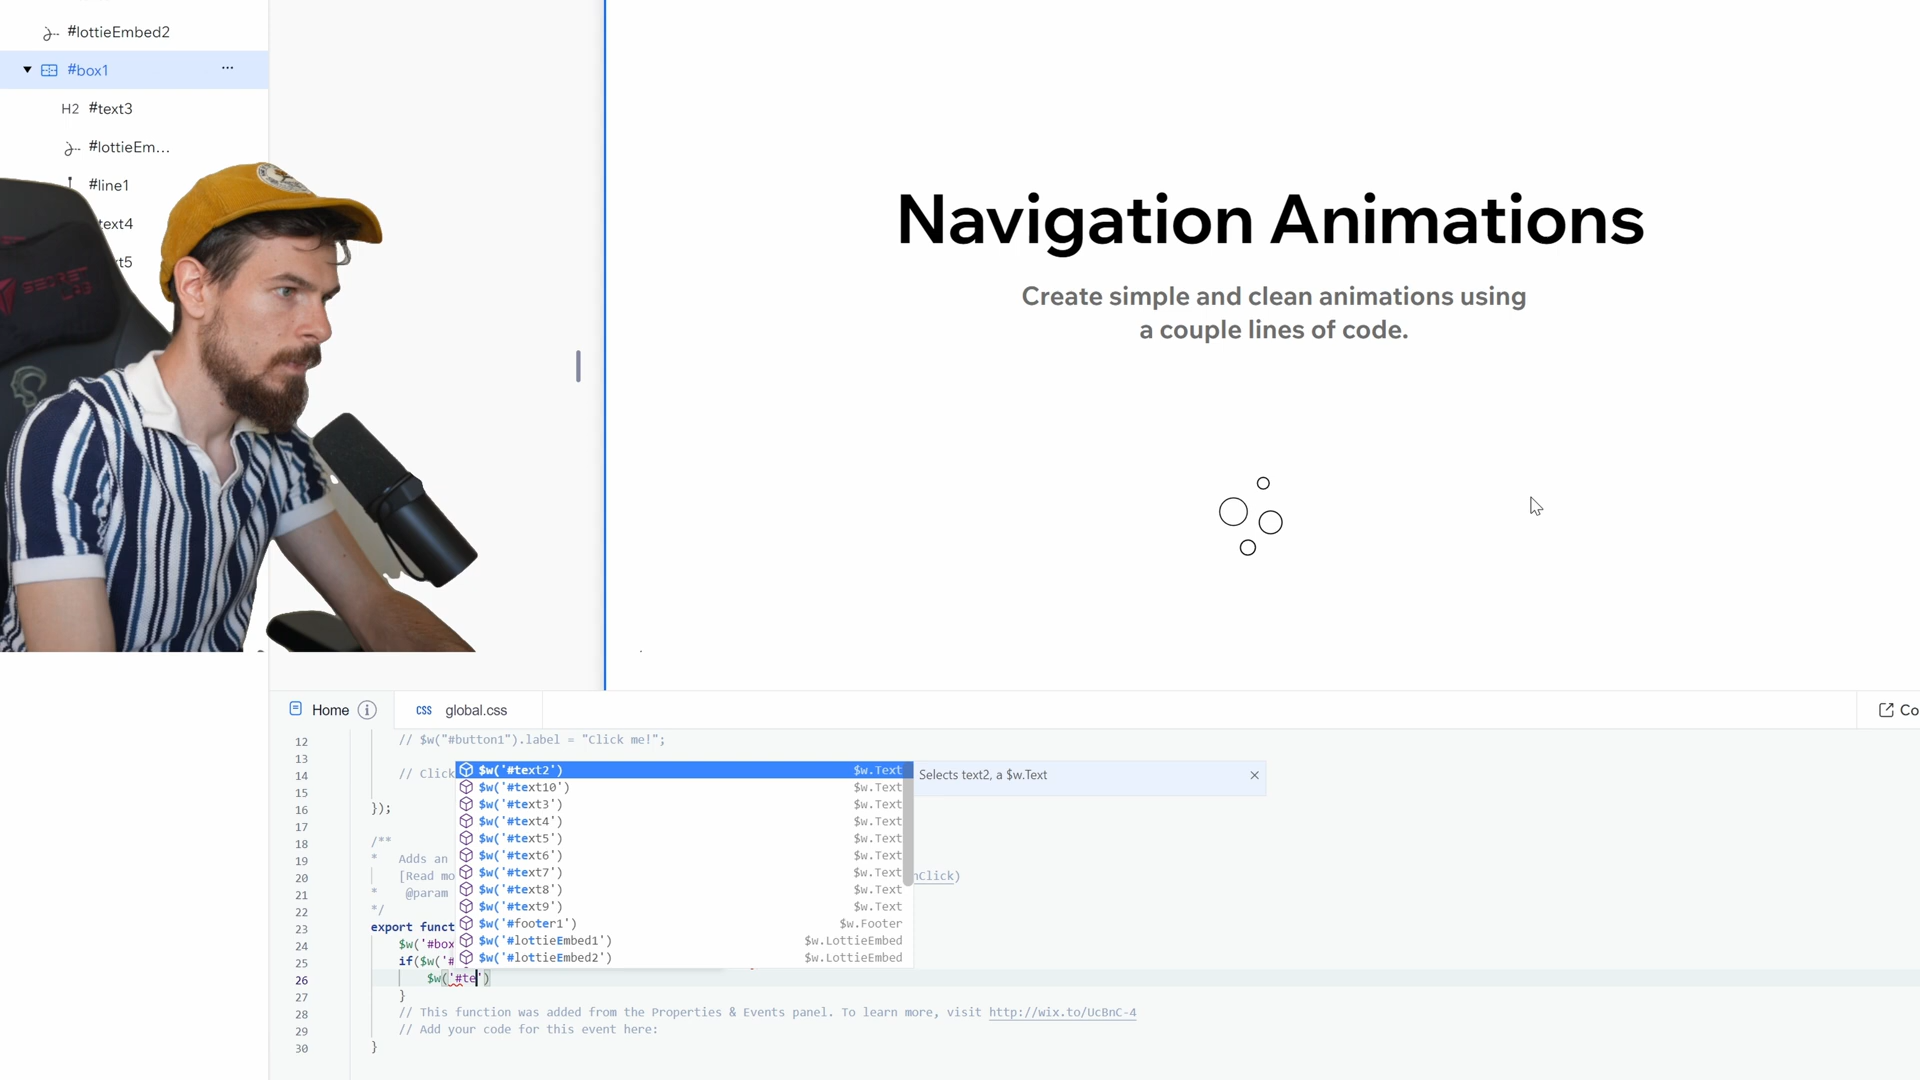 #lottieEmbed2
#box1
H2 #text3
#lottieEm...
#line1
text4
xt5
SECRET LAB
Navigation Animations
Create simple and clean animations using
a couple lines of code.
Home
CSS global.css
Co
12 // $w("#button1").label = "Click me!";
13
14 // Click
15
16 });
17
18 /**
19 * Adds an
20 [Read mo nClick)
21 * @param
22 */
23 export funct
24 $w('#box
25 if($w('#
26 $w('#te')
27 }
28 // This function was added from the Properties & Events panel. To learn more, visit http://wix.to/UcBnC-4
29 // Add your code for this event here:
30 }
$w('#text2') $w.Text
$w('#text10') $w.Text
$w('#text3') $w.Text
$w('#text4') $w.Text
$w('#text5') $w.Text
$w('#text6') $w.Text
$w('#text7') $w.Text
$w('#text8') $w.Text
$w('#text9') $w.Text
$w('#footer1') $w.Footer
$w('#lottieEmbed1') $w.LottieEmbed
$w('#lottieEmbed2') $w.LottieEmbed
Selects text2, a $w.Text